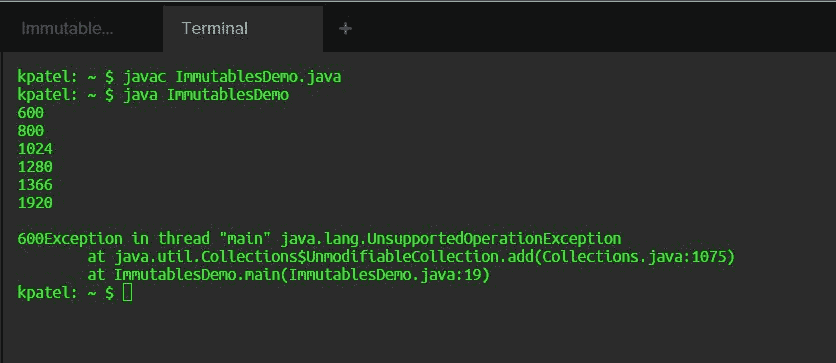 Immutable... Terminal +
kpatel: ~ $ javac ImmutablesDemo.java
kpatel: ~ $ java ImmutablesDemo
600
800
1024
1280
1366
1920
600Exception in thread "main" java.lang.UnsupportedOperationException
at java.util.Collections$UnmodifiableCollection.add(Collections.java:1075)
at ImmutablesDemo.main(ImmutablesDemo.java:19)
kpatel: ~ $